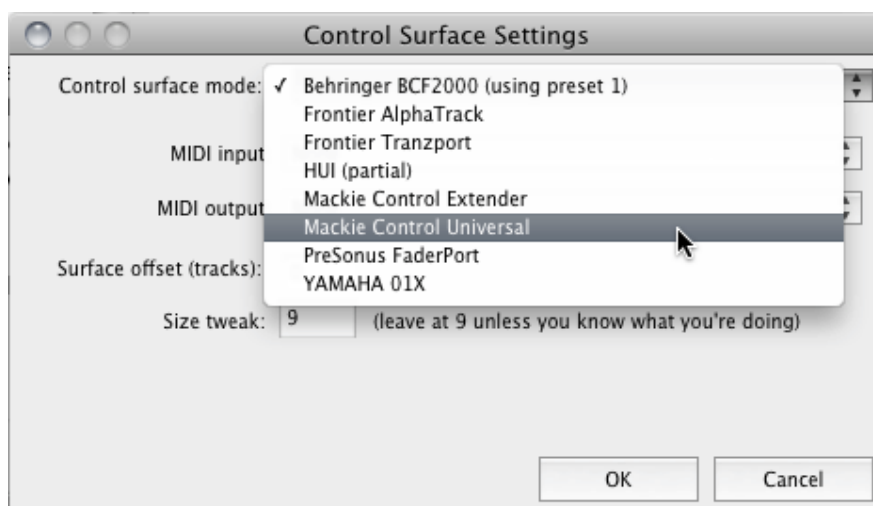 Control Surface Settings
Control surface mode: ✓ Behringer BCF2000 (using preset 1)
Frontier AlphaTrack
Frontier Tranzport
MIDI input
HUI (partial)
Mackie Control Extender
MIDI output
Mackie Control Universal
PreSonus FaderPort
Surface offset (tracks):
YAMAHA 01X
Size tweak: 9 (leave at 9 unless you know what you're doing)
OK Cancel